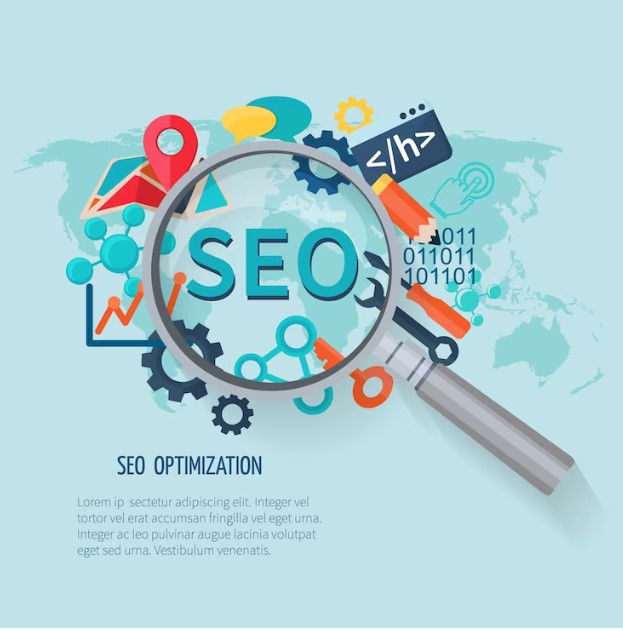 </h>
SEO
011
011011
101101
SEO OPTIMIZATION
Lorem ip sectetur adipiscing elit. Integer vel
tortor vel erat accumsan fringilla vel eget urna.
Integer ac leo pulvinar augue lacinia volutpat
eget sed urna. Vestibulum venenatis.